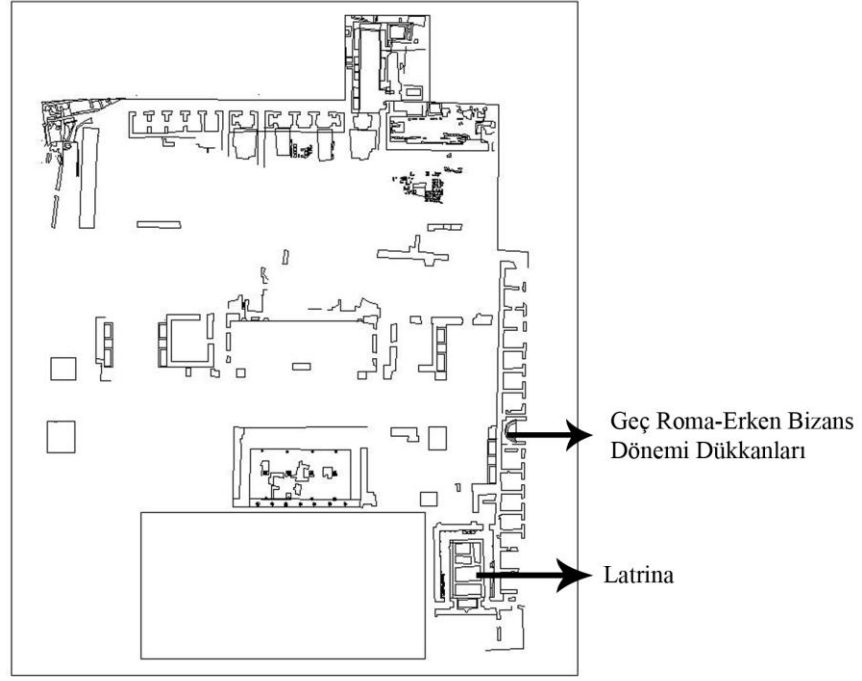 Geç Roma-Erken Bizans
Dönemi Dükkanları
Latrina